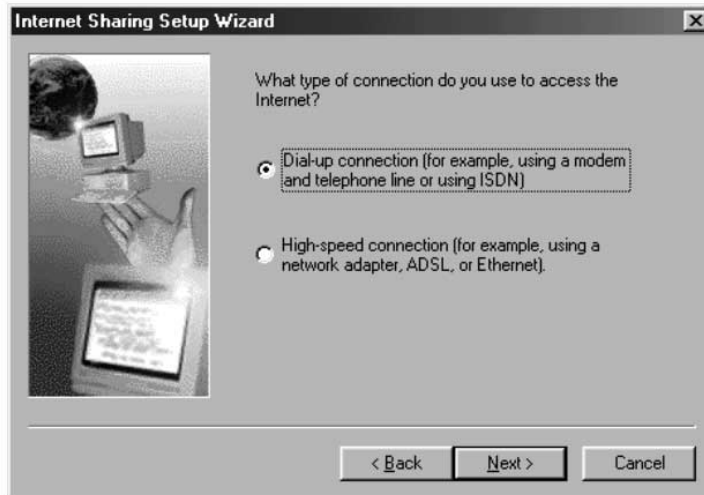 Internet Sharing Setup Wizard
What type of connection do you use to access the
Internet?
Dial-up connection (for example, using a modem
and telephone line or using ISDN)
High-speed connection (for example, using a
network adapter, ADSL, or Ethernet).
< Back
Next >
Cancel